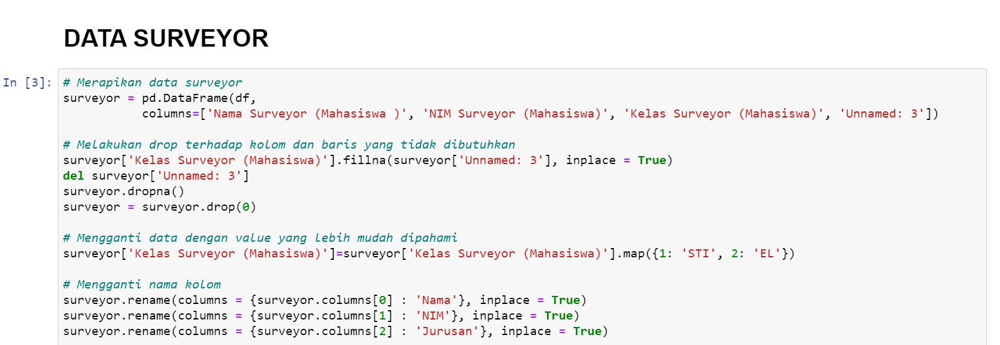 DATA SURVEYOR
In [3]:
# Merapikan data surveyor
surveyor = pd.DataFrame(df,
columns=['Nama Surveyor (Mahasiswa )', 'NIM Surveyor (Mahasiswa)', 'Kelas Surveyor (Mahasiswa)', 'Unnamed: 3'])
# Melakukan drop terhadap kolom dan baris yang tidak dibutuhkan
surveyor['Kelas Surveyor (Mahasiswa)'].fillna(surveyor['Unnamed: 3'], inplace = True)
del surveyor['Unnamed: 3']
surveyor.dropna()
surveyor = surveyor.drop(0)
# Mengganti data dengan value yang lebih mudah dipahami
surveyor['Kelas Surveyor (Mahasiswa)']=surveyor['Kelas Surveyor (Mahasiswa)'].map({1: 'STI', 2: 'EL'})
# Mengganti nama kolom
surveyor.rename(columns = {surveyor.columns[0] : 'Nama'}, inplace = True)
surveyor.rename(columns = {surveyor.columns[1] : 'NIM'}, inplace = True)
surveyor.rename(columns = {surveyor.columns[2] : 'Jurusan'}, inplace = True)